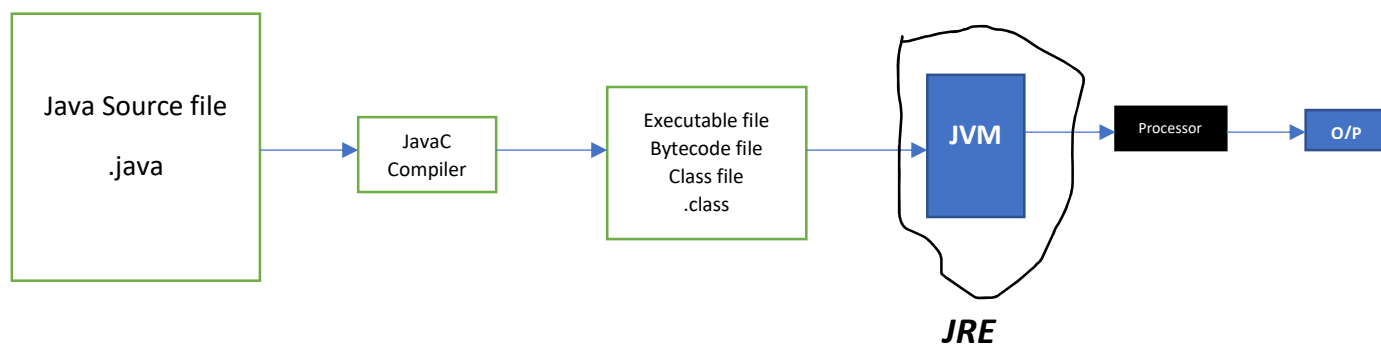 Java Source file
.java
JavaC
Compiler
Executable file
Bytecode file
Class file
.class
JVM
Processor
O/P
JRE